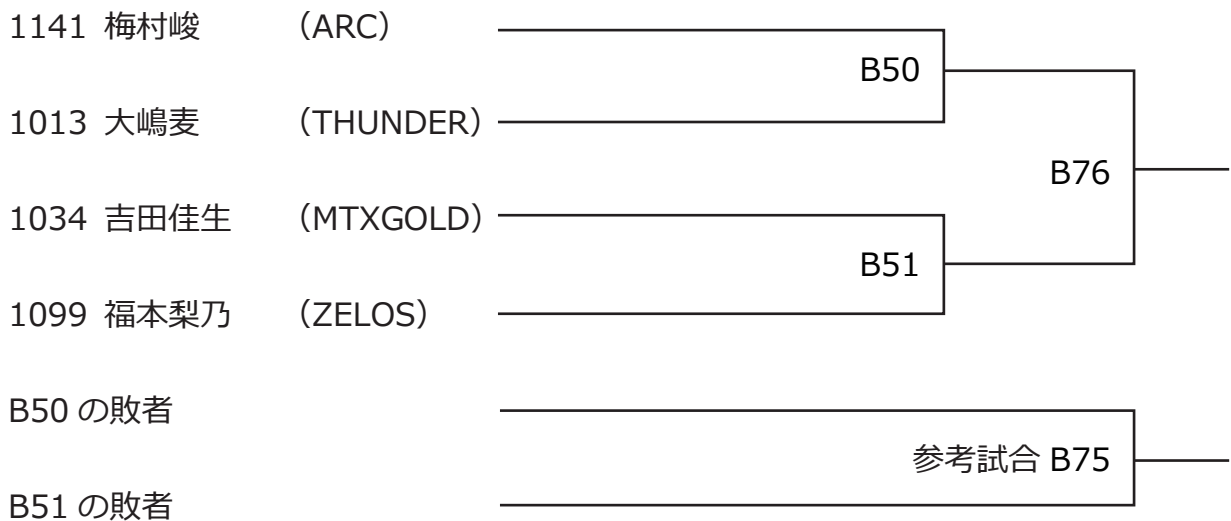 1141 梅村峻 （ARC）
B50
1013 大嶋麦 （THUNDER）
B76
1034 吉田佳生 （MTXGOLD）
B51
1099 福本梨乃 （ZELOS）
B50 の敗者
参考試合 B75
B51 の敗者